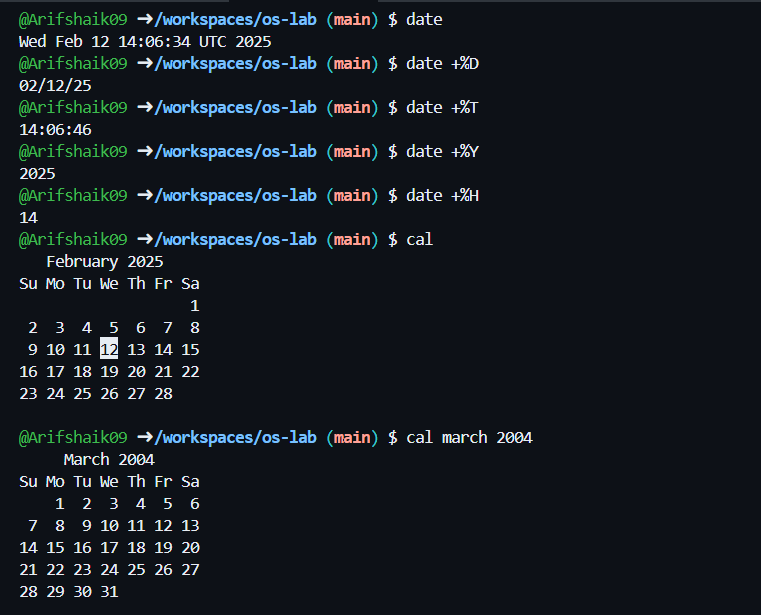 @Arifshaik09 ➜/workspaces/os-lab (main) $ date
Wed Feb 12 14:06:34 UTC 2025
@Arifshaik09 ➜/workspaces/os-lab (main) $ date +%D
02/12/25
@Arifshaik09 ➜/workspaces/os-lab (main) $ date +%T
14:06:46
@Arifshaik09 ➜/workspaces/os-lab (main) $ date +%Y
2025
@Arifshaik09 ➜/workspaces/os-lab (main) $ date +%H
14
@Arifshaik09 ➜/workspaces/os-lab (main) $ cal
   February 2025
Su Mo Tu We Th Fr Sa
                   1
 2  3  4  5  6  7  8
 9 10 11 12 13 14 15
16 17 18 19 20 21 22
23 24 25 26 27 28
@Arifshaik09 ➜/workspaces/os-lab (main) $ cal march 2004
     March 2004
Su Mo Tu We Th Fr Sa
    1  2  3  4  5  6
 7  8  9 10 11 12 13
14 15 16 17 18 19 20
21 22 23 24 25 26 27
28 29 30 31